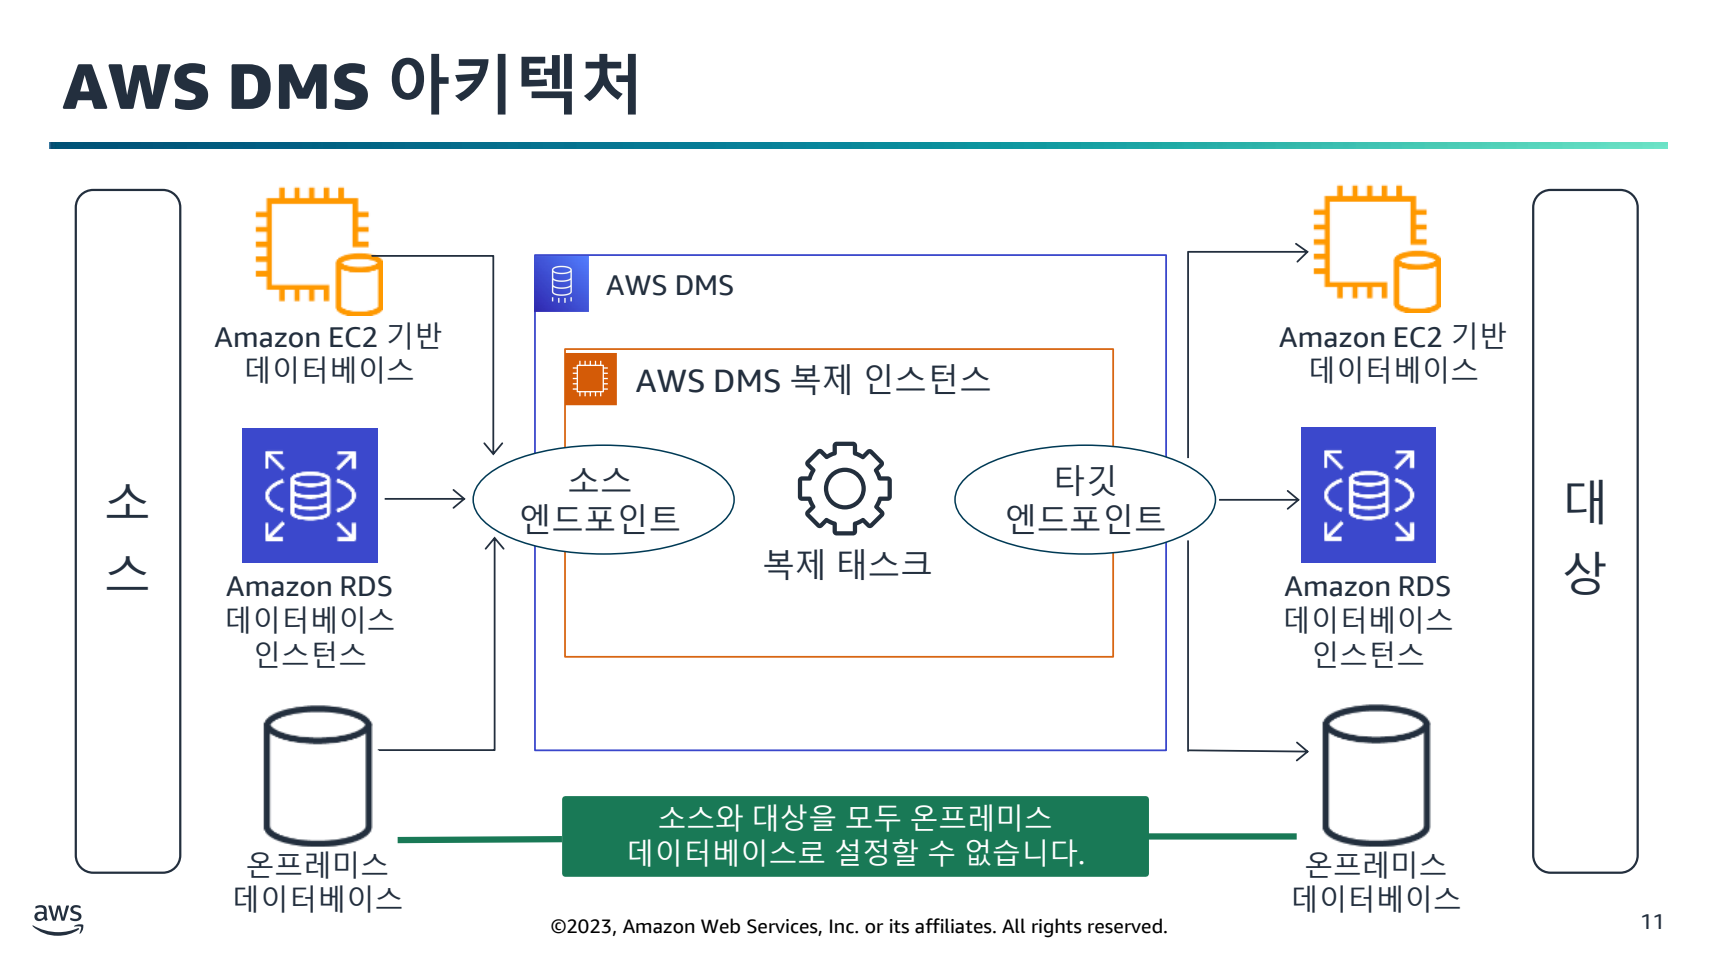 AWS DMS 아키텍처
소
스
Amazon EC2 기반
데이터베이스
Amazon RDS
데이터베이스
인스턴스
온프레미스
데이터베이스
AWS DMS
AWS DMS 복제 인스턴스
소스
엔드포인트
복제 태스크
타깃
엔드포인트
Amazon EC2 기반
데이터베이스
Amazon RDS
데이터베이스
인스턴스
온프레미스
데이터베이스
대
상
소스와 대상을 모두 온프레미스
데이터베이스로 설정할 수 없습니다.
aws
©2023, Amazon Web Services, Inc. or its affiliates. All rights reserved.
11